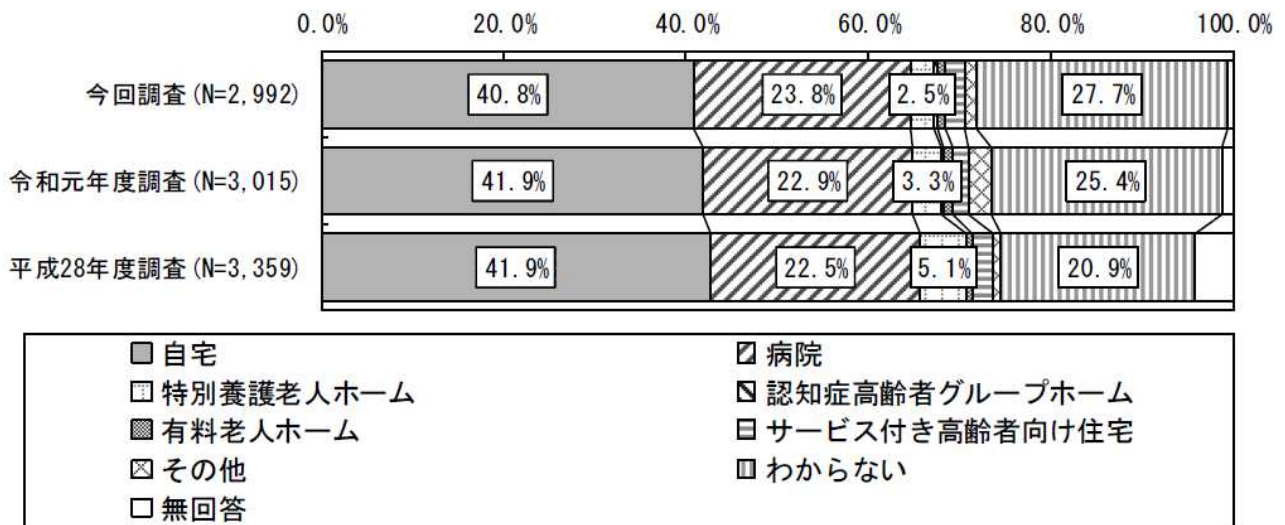 0.0% 20.0% 40.0% 60.0% 80.0% 100.0%
今回調査(N=2,992) 40.8% 23.8% 2.5% 27.7%
令和元年度調査(N=3,015) 41.9% 22.9% 3.3% 25.4%
平成28年度調査(N=3,359) 41.9% 22.5% 5.1% 20.9%
自宅 病院
特別養護老人ホーム 認知症高齢者グループホーム
有料老人ホーム サービス付き高齢者向け住宅
その他 わからない
無回答